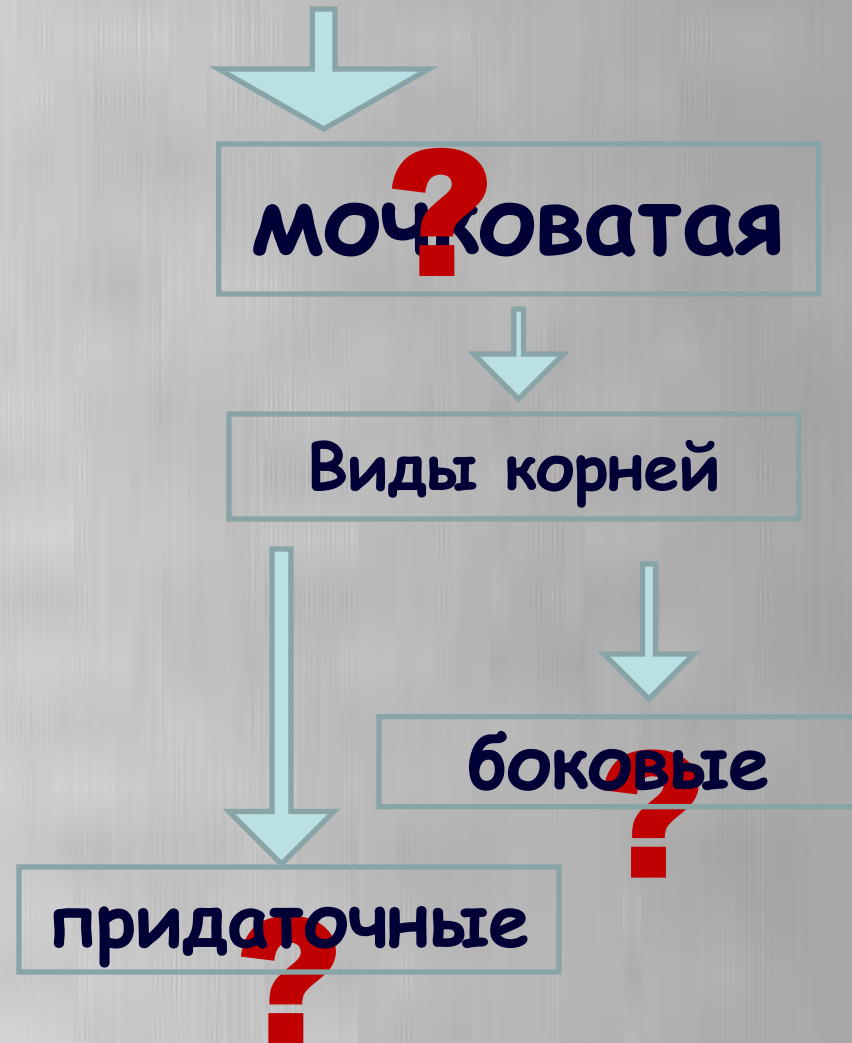 ?
мочковатая
Виды корней
боковые
?
придаточные
?